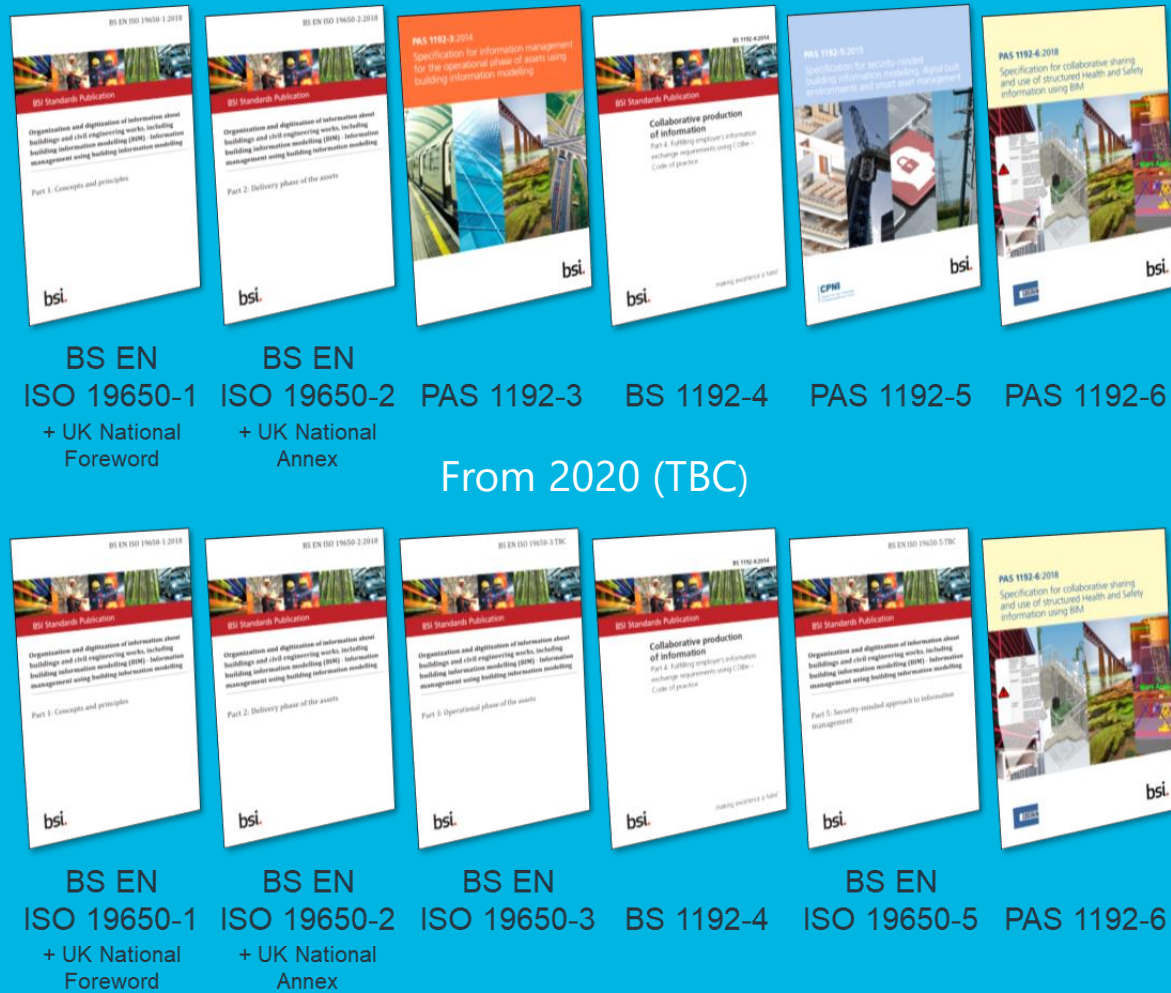 BS EN ISO 19650-1:2018
BSI Standards Publication
Organization and digitization of information about
buildings and civil engineering works, including
building information modelling (BIM) - Information
management using building information modelling
Part 1: Concepts and principles
bsi.
BS EN ISO 19650-2:2018
BSI Standards Publication
Organization and digitization of information about
buildings and civil engineering works, including
building information modelling (BIM) - Information
management using building information modelling
Part 2: Delivery phase of the assets
bsi.
PAS 1192-3:2014
Specification for information management
for the operational phase of assets using
building information modelling
bsi.
BS 1192-4:2014
BSI Standards Publication
Collaborative production
of information
Part 4: Fulfilling employer's information
exchange requirements using COBie –
Code of practice
bsi.
making excellence a habit
PAS 1192-5:2015
Specification for security-minded
building information modelling, digital built
environments and smart asset management
CPNI
bsi.
PAS 1192-6:2018
Specification for collaborative sharing
and use of structured Health and Safety
information using BIM
bsi.
BS EN
ISO 19650-1
+ UK National
Foreword
BS EN
ISO 19650-2
+ UK National
Annex
PAS 1192-3
BS 1192-4
PAS 1192-5
PAS 1192-6
From 2020 (TBC)
BS EN ISO 19650-1:2018
BSI Standards Publication
Organization and digitization of information about
buildings and civil engineering works, including
building information modelling (BIM) - Information
management using building information modelling
Part 1: Concepts and principles
bsi.
BS EN ISO 19650-2:2018
BSI Standards Publication
Organization and digitization of information about
buildings and civil engineering works, including
building information modelling (BIM) - Information
management using building information modelling
Part 2: Delivery phase of the assets
bsi.
BS EN ISO 19650-3:TBC
BSI Standards Publication
Organization and digitization of information about
buildings and civil engineering works, including
building information modelling (BIM) - Information
management using building information modelling
Part 3: Operational phase of the assets
bsi.
BS 1192-4:2014
BSI Standards Publication
Collaborative production
of information
Part 4: Fulfilling employer's information
exchange requirements using COBie –
Code of practice
bsi.
making excellence a habit
BS EN ISO 19650-5:TBC
BSI Standards Publication
Organization and digitization of information about
buildings and civil engineering works, including
building information modelling (BIM) - Information
management using building information modelling
Part 5: Security-minded approach to information
management
bsi.
PAS 1192-6:2018
Specification for collaborative sharing
and use of structured Health and Safety
information using BIM
bsi.
BS EN
ISO 19650-1
+ UK National
Foreword
BS EN
ISO 19650-2
+ UK National
Annex
BS EN
ISO 19650-3
BS 1192-4
BS EN
ISO 19650-5
PAS 1192-6